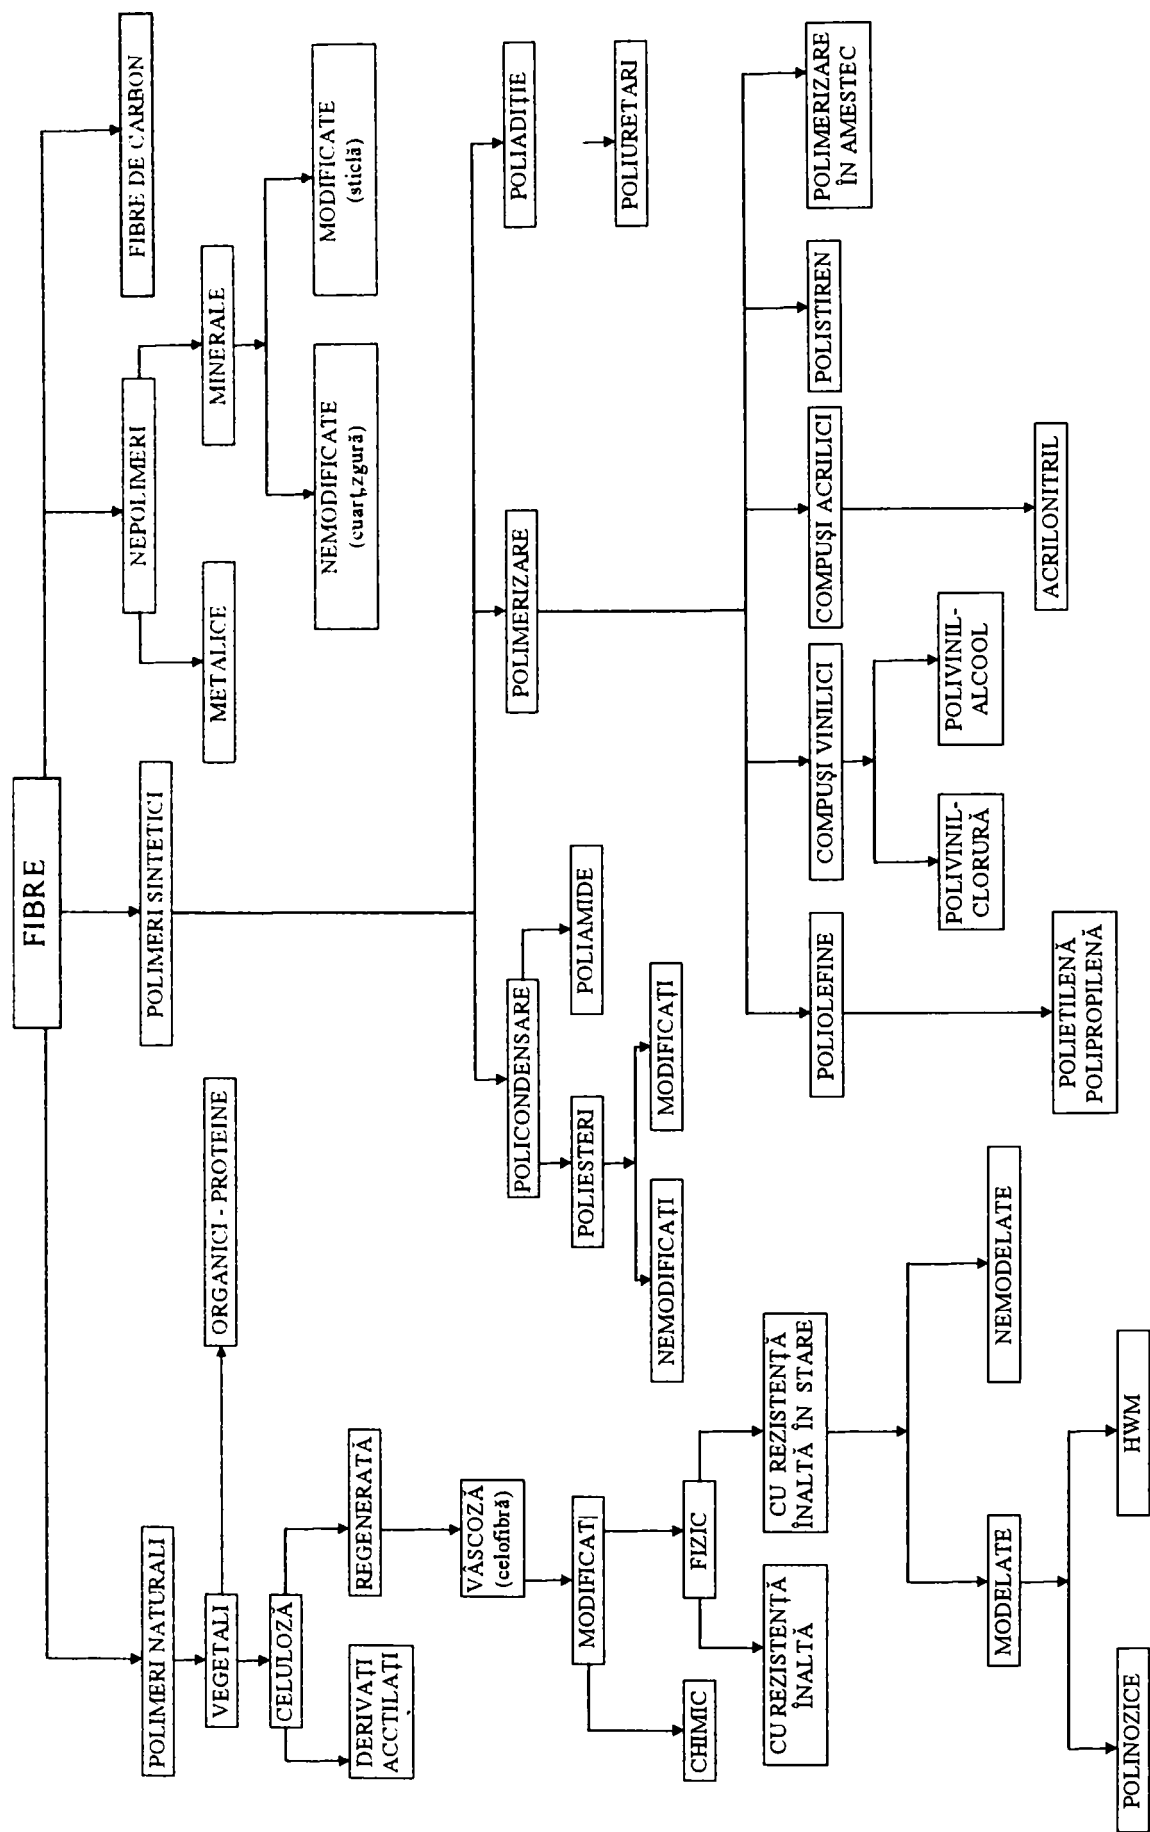 FIBRE
POLIMERI NATURALI
POLIMERI SINTETICI
NEPOLIMERI
FIBRE DE CARBON
VEGETALI
ORGANICI - PROTEINE
METALICE
MINERALE
CELULOZĂ
DERIVAȚI
ACCTILAȚI
REGENERATĂ
NEMODIFICATE
(cuarț,zgură)
MODIFICATE
(sticlă)
VÂSCOZĂ
(celofibră)
POLICONDENSARE
POLIMERIZARE
POLIADIȚIE
MODIFICAT
POLIESTERI
POLIAMIDE
POLIURETARI
CHIMIC
FIZIC
NEMODIFICAȚI
MODIFICAȚI
CU REZISTENȚĂ
ÎNALTĂ
CU REZISTENȚĂ
ÎNALTĂ ÎN STARE
POLIOLEFINE
COMPUȘI VINILICI
COMPUȘI ACRILICI
POLISTIREN
POLIMERIZARE
ÎN AMESTEC
MODELATE
NEMODELATE
POLIVINIL-
CLORURĂ
POLIVINIL-
ALCOOL
POLIETILENĂ
POLIPROPILENĂ
ACRILONITRIL
POLINOZICE
HWM